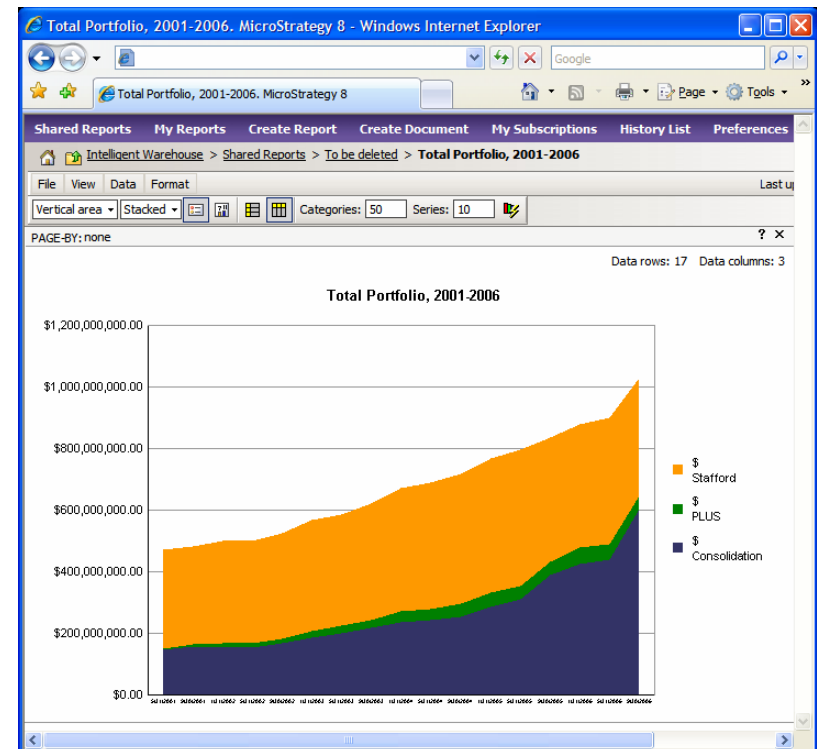 Total Portfolio, 2001-2006. MicroStrategy 8 - Windows Internet Explorer
Google
Total Portfolio, 2001-2006. MicroStrategy 8
Page Tools »
Shared Reports My Reports Create Report Create Document My Subscriptions History List Preferences
Intelligent Warehouse > Shared Reports > To be deleted > Total Portfolio, 2001-2006
File View Data Format Last u
Vertical area Stacked Categories: 50 Series: 10
PAGE-BY: none ? ×
Data rows: 17 Data columns: 3
Total Portfolio, 2001-2006
$1,200,000,000.00
$1,000,000,000.00
$800,000,000.00
$600,000,000.00
$400,000,000.00
$200,000,000.00
$0.00
$
Stafford
$
PLUS
$
Consolidation